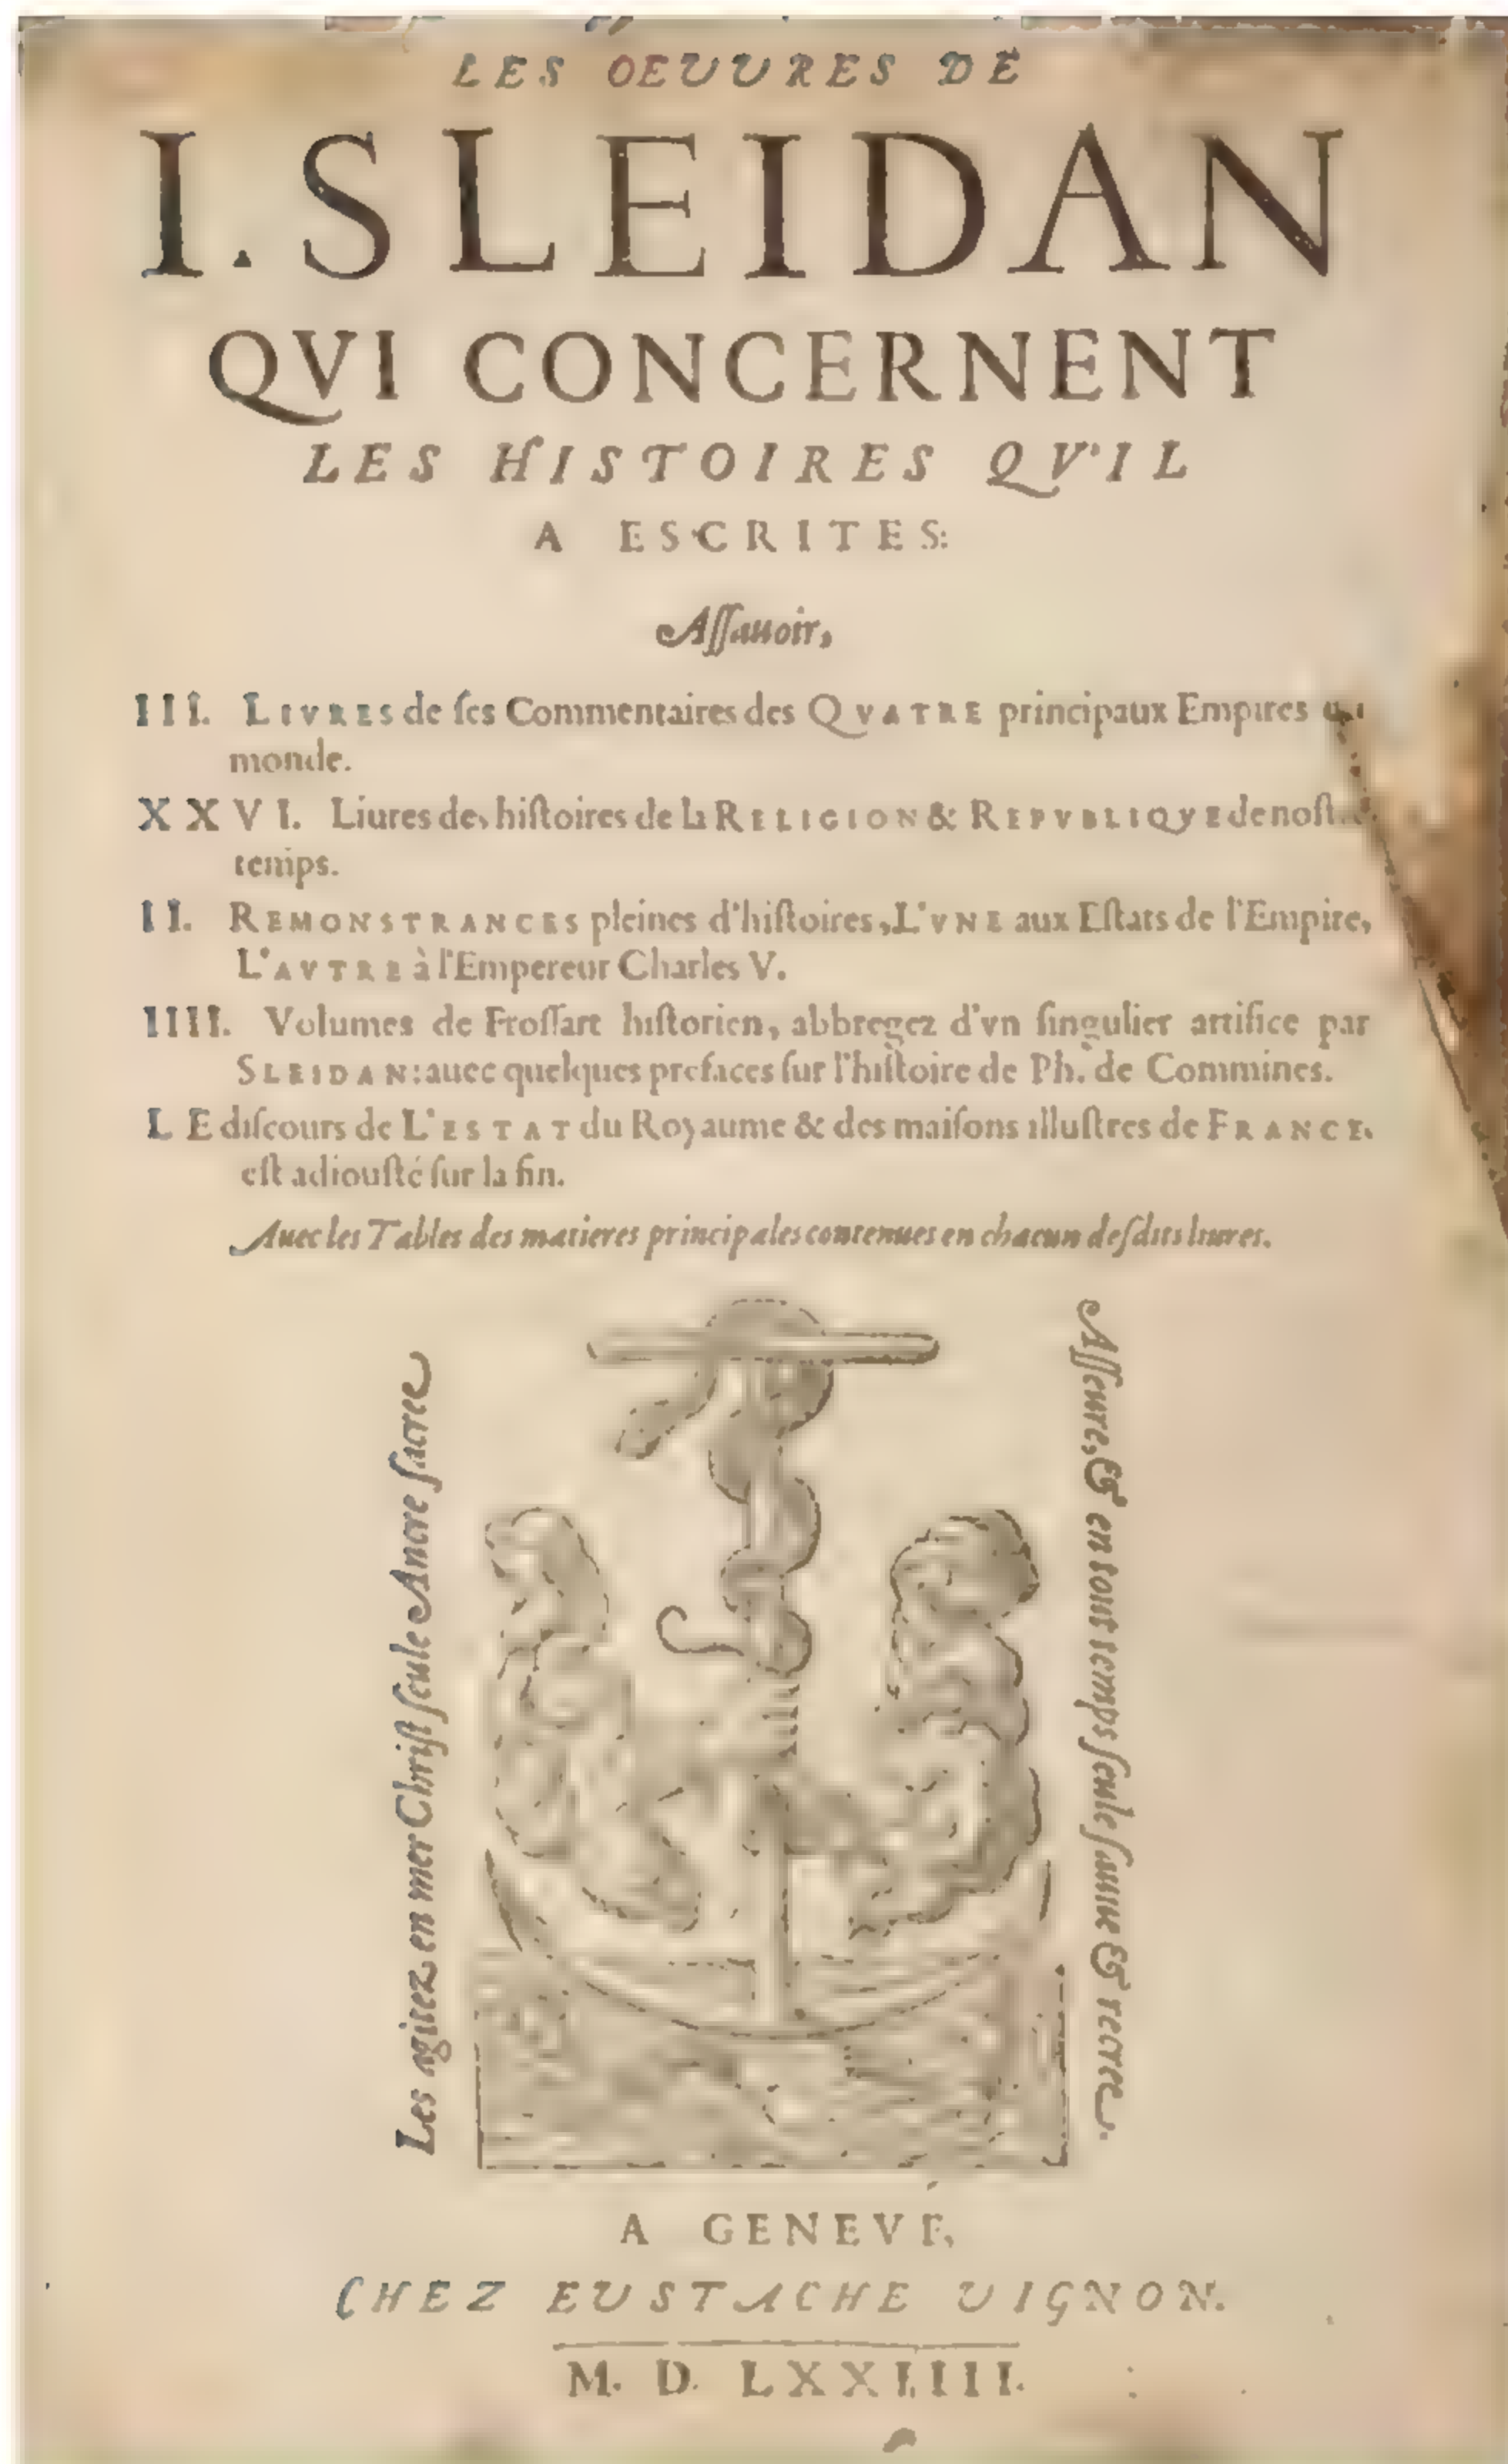 LES OEUURES DE
I. SLEIDAN
QVI CONCERNENT
LES HISTOIRES QV'IL
A ESCRITES:
Aſſauoir,
III. LIVRES de ſes Commentaires des QVATRE principaux Empires
monde.
XXVI. Liures des hiſtoires de la RELIGION & REPVBLIQVE de
temps.
II. REMONSTRANCES pleines d'hiſtoires, L'VNE aux Eſtats de l'Empire,
L'AVTRE à l'Empereur Charles V.
IIII. Volumes de Froſſart hiſtorien, abbregez d'vn ſingulier artifice par
SLEIDAN: auec quelques prefaces ſur l'hiſtoire de Ph. de Commines.
LE diſcours de L'ESTAT du Royaume & des maiſons illuſtres de FRANCE.
eſt adiouſté ſur la fin.
Auec les Tables des matieres principales contenues en chacun deſdits liures.
Les agitez en mer Chriſt ſeule Ancre ſacree
Aſſeure, & en tout temps ſeule ſauue & recree.
A GENEVE,
CHEZ EUSTACHE UIGNON.
M. D. LXXIIII.